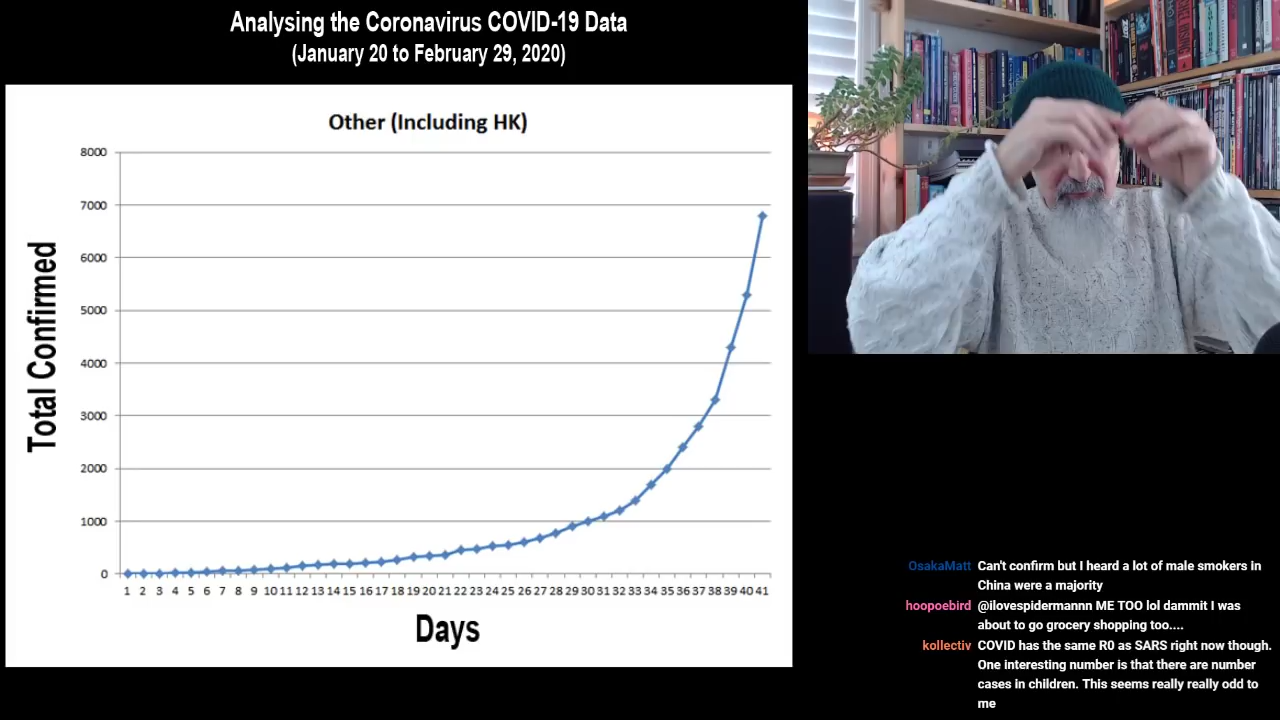 Analysing the Coronavirus COVID-19 Data
(January 20 to February 29, 2020)
Other (Including HK)
Total Confirmed
8000
7000
6000
5000
4000
3000
2000
1000
0
1 2 3 4 5 6 7 8 9 10 11 12 13 14 15 16 17 18 19 20 21 22 23 24 25 26 27 28 29 30 31 32 33 34 35 36 37 38 39 40 41
Days
OsakaMatt Can't confirm but I heard a lot of male smokers in
China were a majority
hoopoebird @ilovespidermannn ME TOO lol dammit I was
about to go grocery shopping too....
kollectiv COVID has the same R0 as SARS right now though.
One interesting number is that there are number
cases in children. This seems really really odd to
me